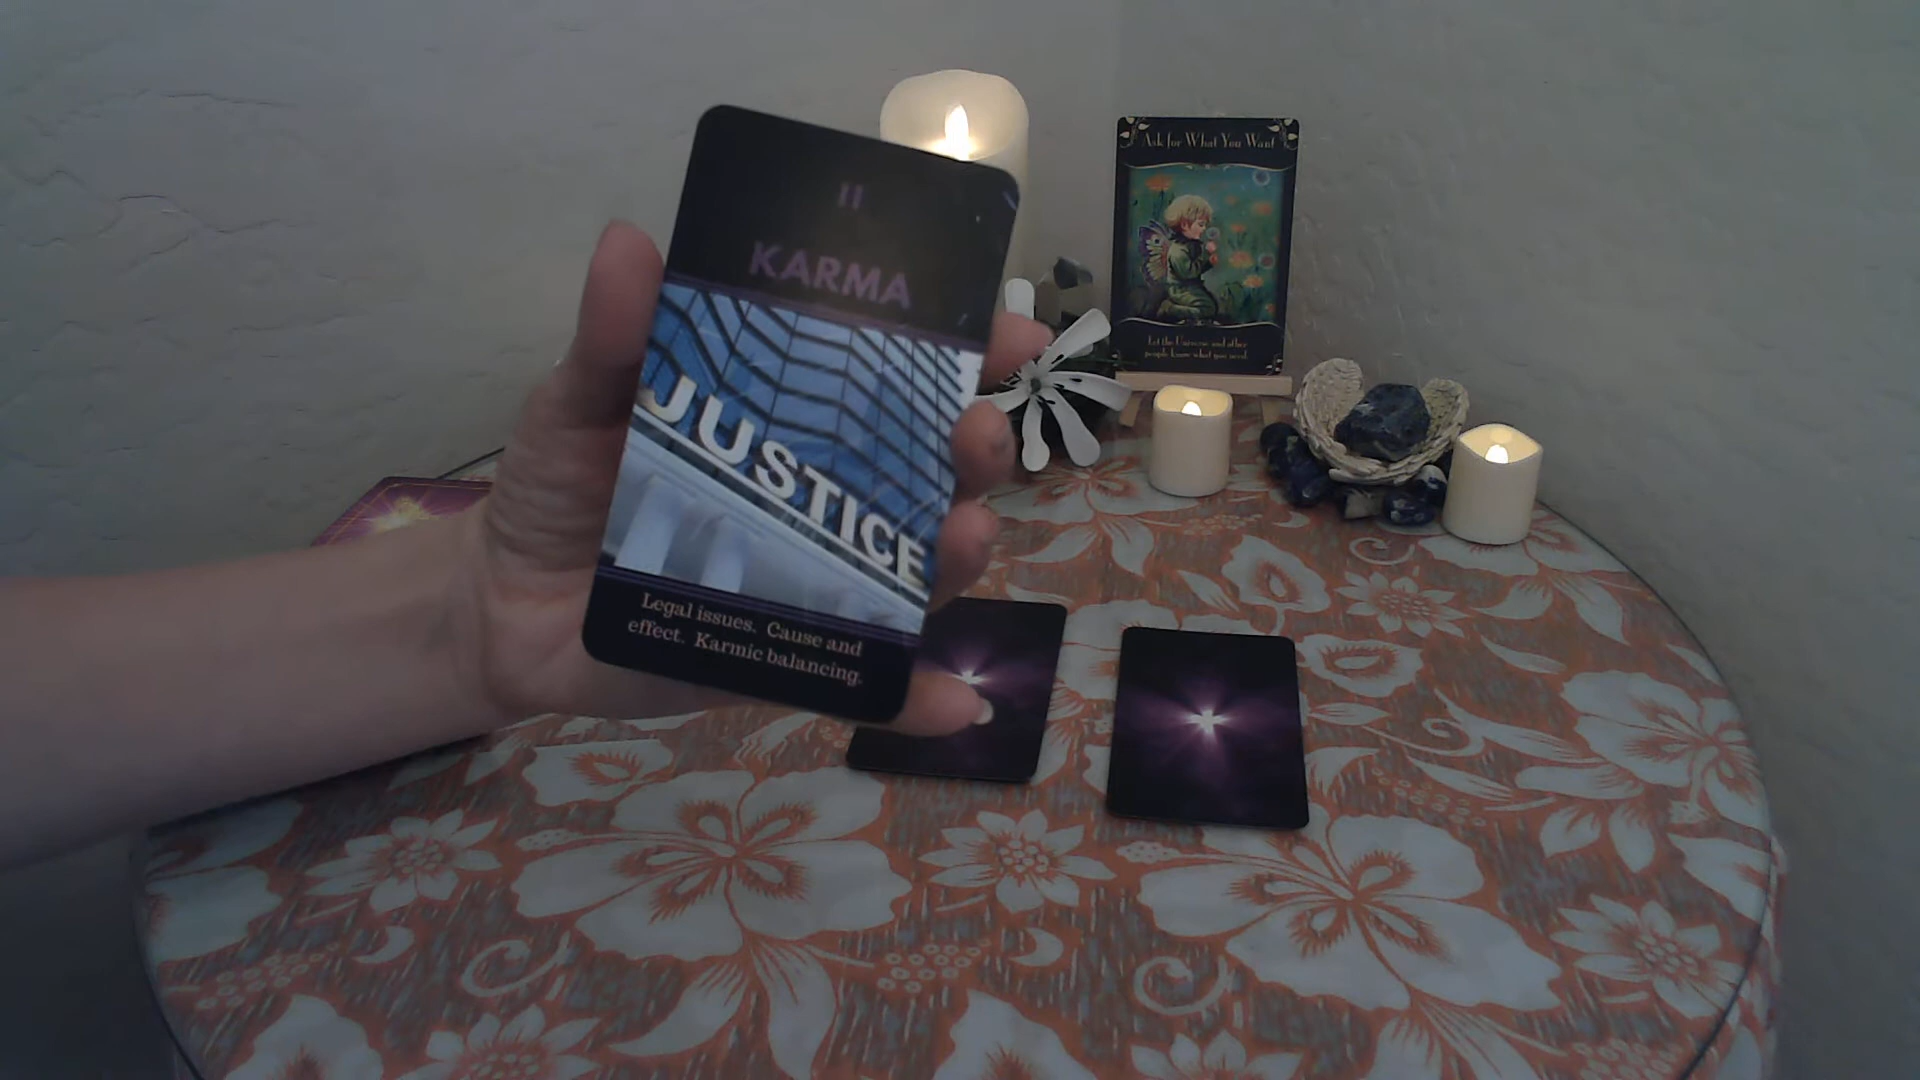 11
KARMA
JUSTICE
Legal issues. Cause and
effect. Karmic balancing.
Ask for What You Want
Let the Universe and other
people know what you need.